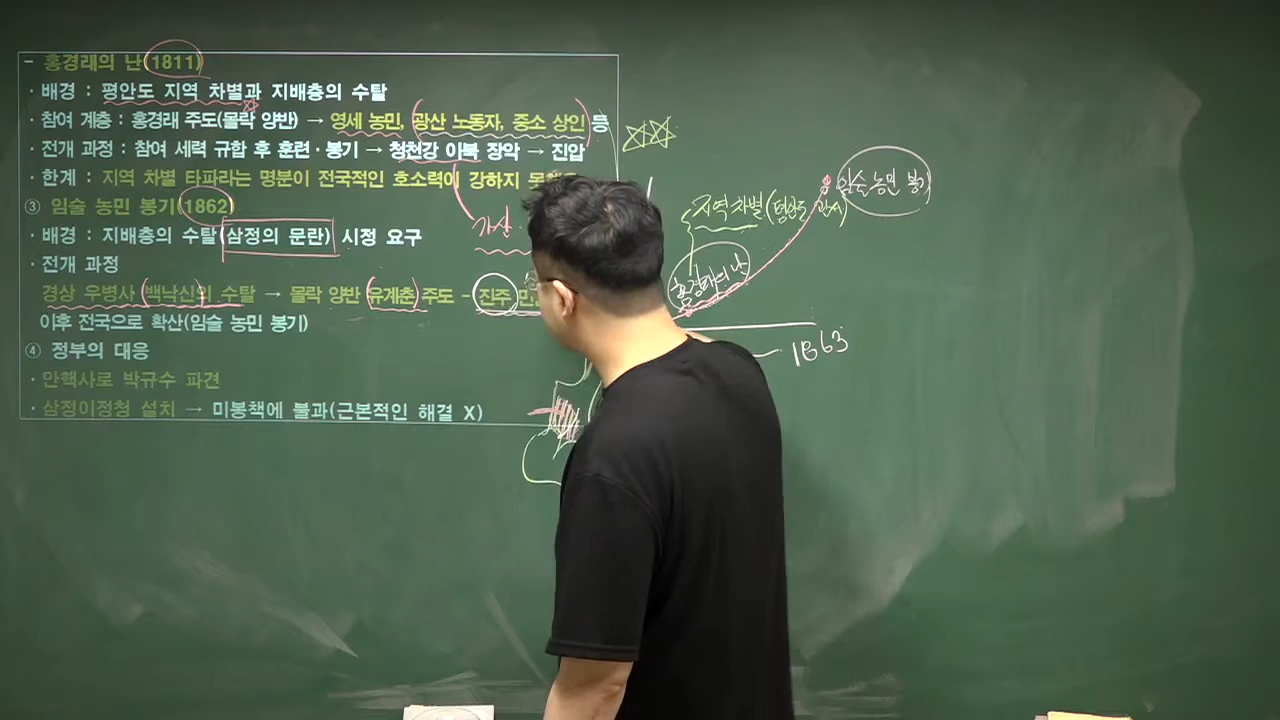 - 홍경래의 난(1811)
· 배경 : 평안도 지역 차별과 지배층의 수탈
· 참여 계층 : 홍경래 주도(몰락 양반) → 영세 농민, 광산 노동자, 중소 상인 등
· 전개 과정 : 참여 세력 규합 후 훈련·봉기 → 청천강 이북 장악 → 진압
· 한계 : 지역 차별 타파라는 명분이 전국적인 호소력이 강하지
③ 임술 농민 봉기(1862)
· 배경 : 지배층의 수탈(삼정의 문란) 시정 요구
· 전개 과정
경상 우병사 백낙신의 수탈 → 몰락 양반 유계춘 주도 - 진주
이후 전국으로 확산(임술 농민 봉기)
④ 정부의 대응
· 안핵사로 박규수 파견
· 삼정이정청 설치 → 미봉책에 불과(근본적인 해결 X)
가산
지역 차별(평안도
임술 농민 봉기
홍경래의 난
1863